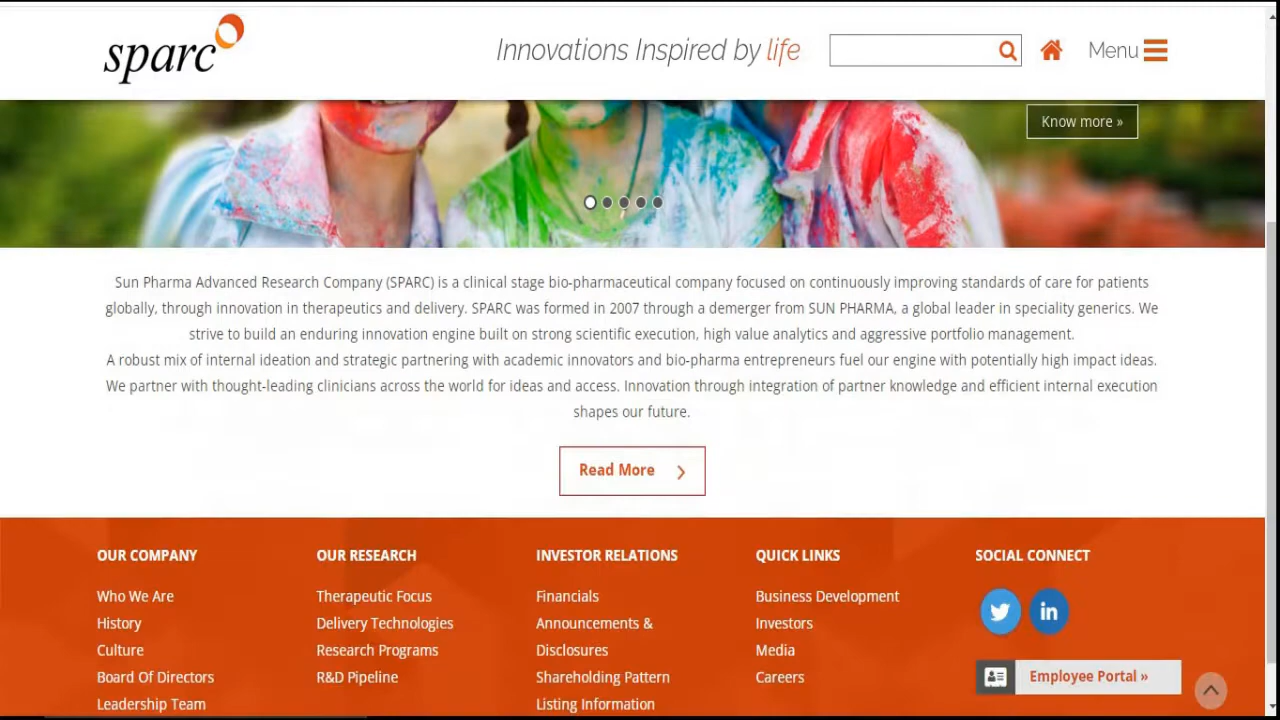 sparc
Innovations Inspired by life
Menu
Know more »
Sun Pharma Advanced Research Company (SPARC) is a clinical stage bio-pharmaceutical company focused on continuously improving standards of care for patients
globally, through innovation in therapeutics and delivery. SPARC was formed in 2007 through a demerger from SUN PHARMA, a global leader in speciality generics. We
strive to build an enduring innovation engine built on strong scientific execution, high value analytics and aggressive portfolio management.
A robust mix of internal ideation and strategic partnering with academic innovators and bio-pharma entrepreneurs fuel our engine with potentially high impact ideas.
We partner with thought-leading clinicians across the world for ideas and access. Innovation through integration of partner knowledge and efficient internal execution
shapes our future.
Read More
OUR COMPANY
Who We Are
History
Culture
Board Of Directors
Leadership Team
OUR RESEARCH
Therapeutic Focus
Delivery Technologies
Research Programs
R&D Pipeline
INVESTOR RELATIONS
Financials
Announcements &
Disclosures
Shareholding Pattern
Listing Information
QUICK LINKS
Business Development
Investors
Media
Careers
SOCIAL CONNECT
in
Employee Portal »